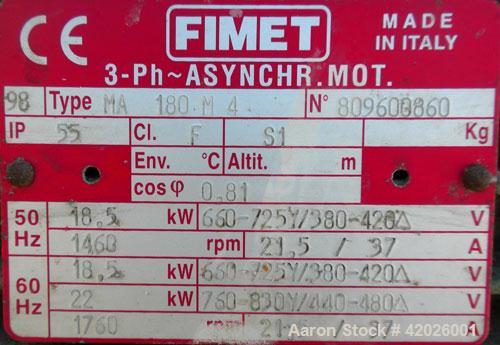 CE FIMET MADE IN ITALY
3-Ph~ASYNCHR.MOT.
98 Type MA 180 M 4 N° 809600860
IP 55 Cl. F S1 Kg
Env. °C Altit. m
cos φ 0,81
50 Hz 18,5 kW 660-725Y/380-420Δ V
1460 rpm 21,5 / 37 A
60 Hz 18,5 kW 660-725Y/380-420Δ V
22 kW 760-830Y/440-480Δ V
1760 rpm A
Aaron Stock# 42026001